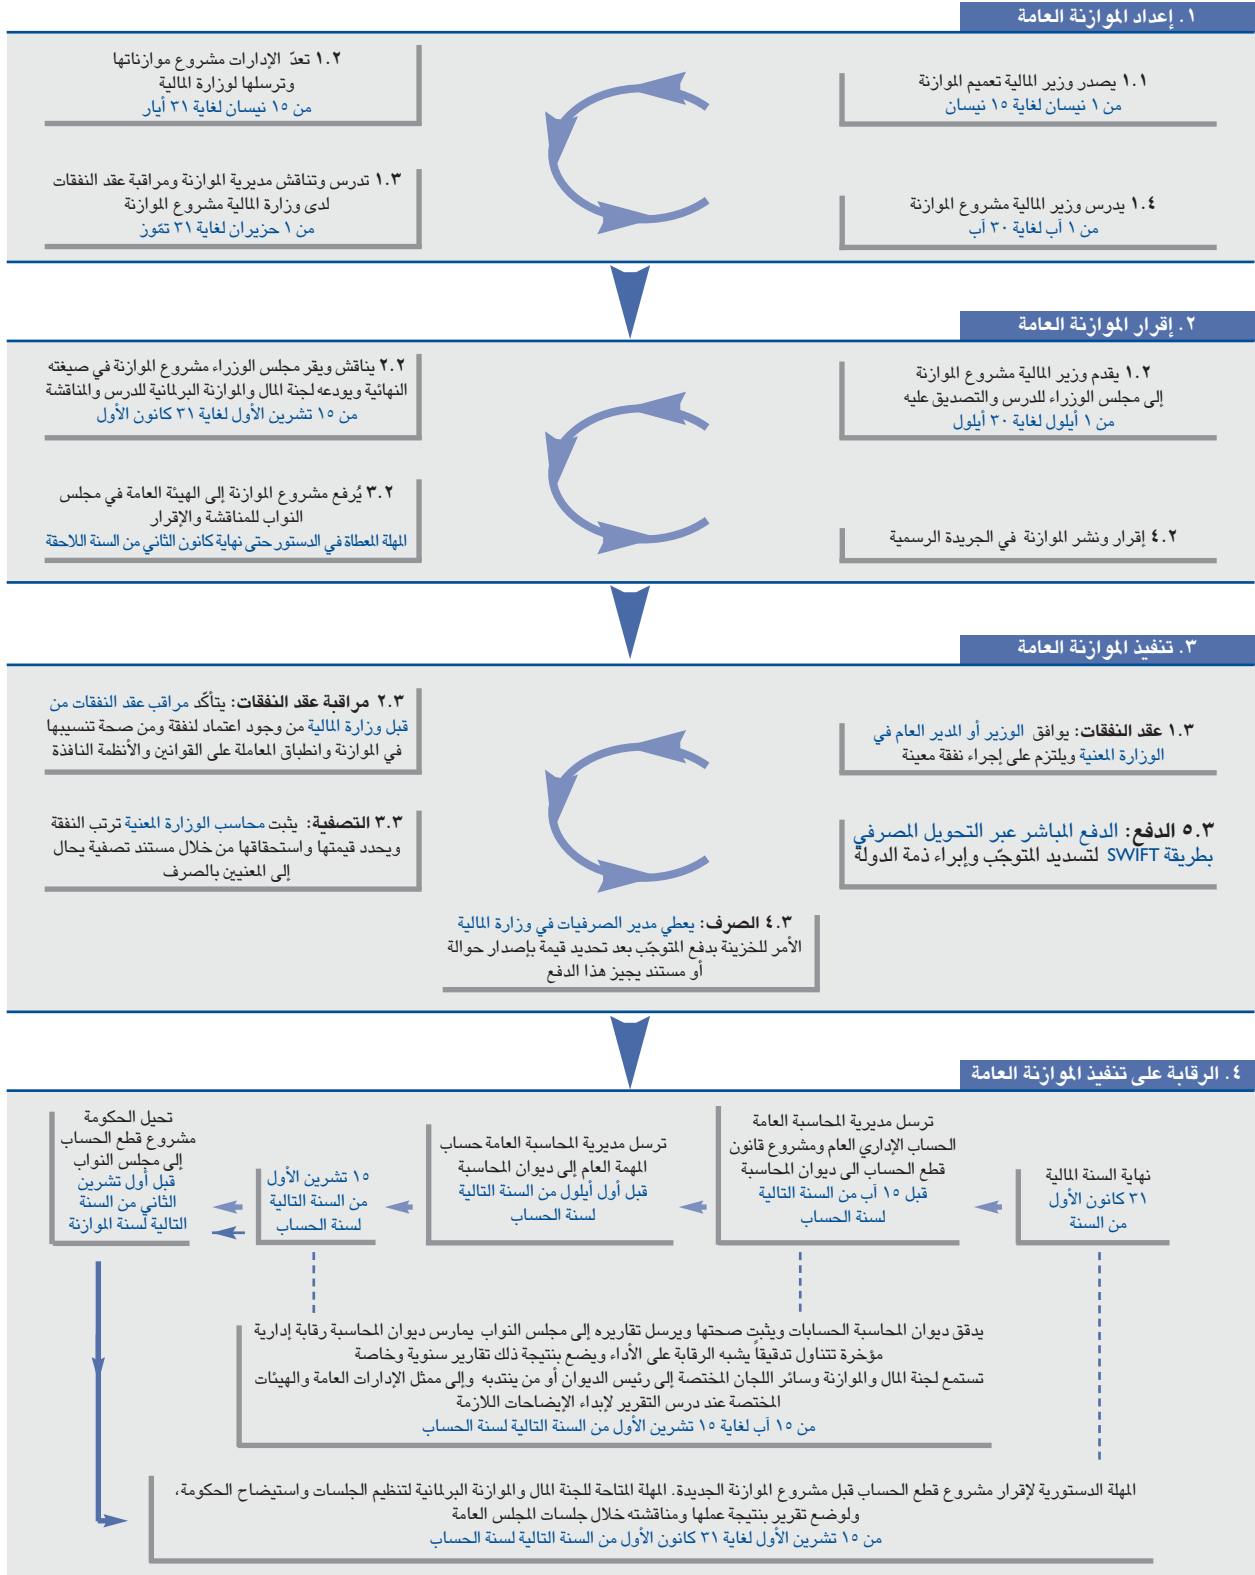 ١. إعداد الموازنة العامة
١.١ يصدر وزير المالية تعميم الموازنة
من ١ نيسان لغاية ١٥ نيسان
١.٢ تعدّ الإدارات مشروع موازناتها
وترسلها لوزارة المالية
من ١٥ نيسان لغاية ٣١ أيار
١.٣ تدرس وتناقش مديرية الموازنة ومراقبة عقد النفقات
لدى وزارة المالية مشروع الموازنة
من ١ حزيران لغاية ٣١ تمّوز
١.٤ يدرس وزير المالية مشروع الموازنة
من ١ آب لغاية ٣٠ آب
٢. إقرار الموازنة العامة
١.٢ يقدم وزير المالية مشروع الموازنة
إلى مجلس الوزراء للدرس والتصديق عليه
من ١ أيلول لغاية ٣٠ أيلول
٢.٢ يناقش ويقر مجلس الوزراء مشروع الموازنة في صيغته
النهائية ويودعه لجنة المال والموازنة البرلمانية للدرس والمناقشة
من ١٥ تشرين الأول لغاية ٣١ كانون الأول
٣.٢ يُرفع مشروع الموازنة إلى الهيئة العامة في مجلس
النواب للمناقشة والإقرار
المهلة المعطاة في الدستور حتى نهاية كانون الثاني من السنة اللاحقة
٤.٢ إقرار ونشر الموازنة في الجريدة الرسمية
٣. تنفيذ الموازنة العامة
١.٣ عقد النفقات: يوافق الوزير أو المدير العام في
الوزارة المعنية ويلتزم على إجراء نفقة معينة
٢.٣ مراقبة عقد النفقات: يتأكّد مراقب عقد النفقات من
قبل وزارة المالية من وجود اعتماد لنفقة ومن صحة تنسيبها
في الموازنة وانطباق المعاملة على القوانين والأنظمة النافذة
٣.٣ التصفية: يثبت محاسب الوزارة المعنية ترتب النفقة
ويحدد قيمتها واستحقاقها من خلال مستند تصفية يحال
إلى المعنيين بالصرف
٤.٣ الصرف: يعطي مدير الصرفيات في وزارة المالية
الأمر للخزينة بدفع المتوجّب بعد تحديد قيمة بإصدار حوالة
أو مستند يجيز هذا الدفع
٥.٣ الدفع: الدفع المباشر عبر التحويل المصرفي
بطريقة SWIFT لتسديد المتوجّب وإبراء ذمة الدولة
٤. الرقابة على تنفيذ الموازنة العامة
نهاية السنة المالية
٣١ كانون الأول
من السنة
ترسل مديرية المحاسبة العامة
الحساب الإداري العام ومشروع قانون
قطع الحساب الى ديوان المحاسبة
قبل ١٥ آب من السنة التالية
لسنة الحساب
ترسل مديرية المحاسبة العامة حساب
المهمة العام إلى ديوان المحاسبة
قبل أول أيلول من السنة التالية
لسنة الحساب
١٥ تشرين الأول
من السنة التالية
لسنة الحساب
تحيل الحكومة
مشروع قطع الحساب
إلى مجلس النواب
قبل أول تشرين
الثاني من السنة
التالية لسنة الموازنة
يدقق ديوان المحاسبة الحسابات ويثبت صحتها ويرسل تقاريره إلى مجلس النواب يمارس ديوان المحاسبة رقابة إدارية
مؤخرة تتناول تدقيقاً يشبه الرقابة على الأداء ويضع بنتيجة ذلك تقارير سنوية وخاصة
تستمع لجنة المال والموازنة وسائر اللجان المختصة إلى رئيس الديوان أو من ينتدبه وإلى ممثل الإدارات العامة والهيئات
المختصة عند درس التقرير لإبداء الإيضاحات اللازمة
من ١٥ آب لغاية ١٥ تشرين الأول من السنة التالية لسنة الحساب
المهلة الدستورية لإقرار مشروع قطع الحساب قبل مشروع الموازنة الجديدة. المهلة المتاحة للجنة المال والموازنة البرلمانية لتنظيم الجلسات واستيضاح الحكومة،
ولوضع تقرير بنتيجة عملها ومناقشته خلال جلسات المجلس العامة
من ١٥ تشرين الأول لغاية ٣١ كانون الأول من السنة التالية لسنة الحساب